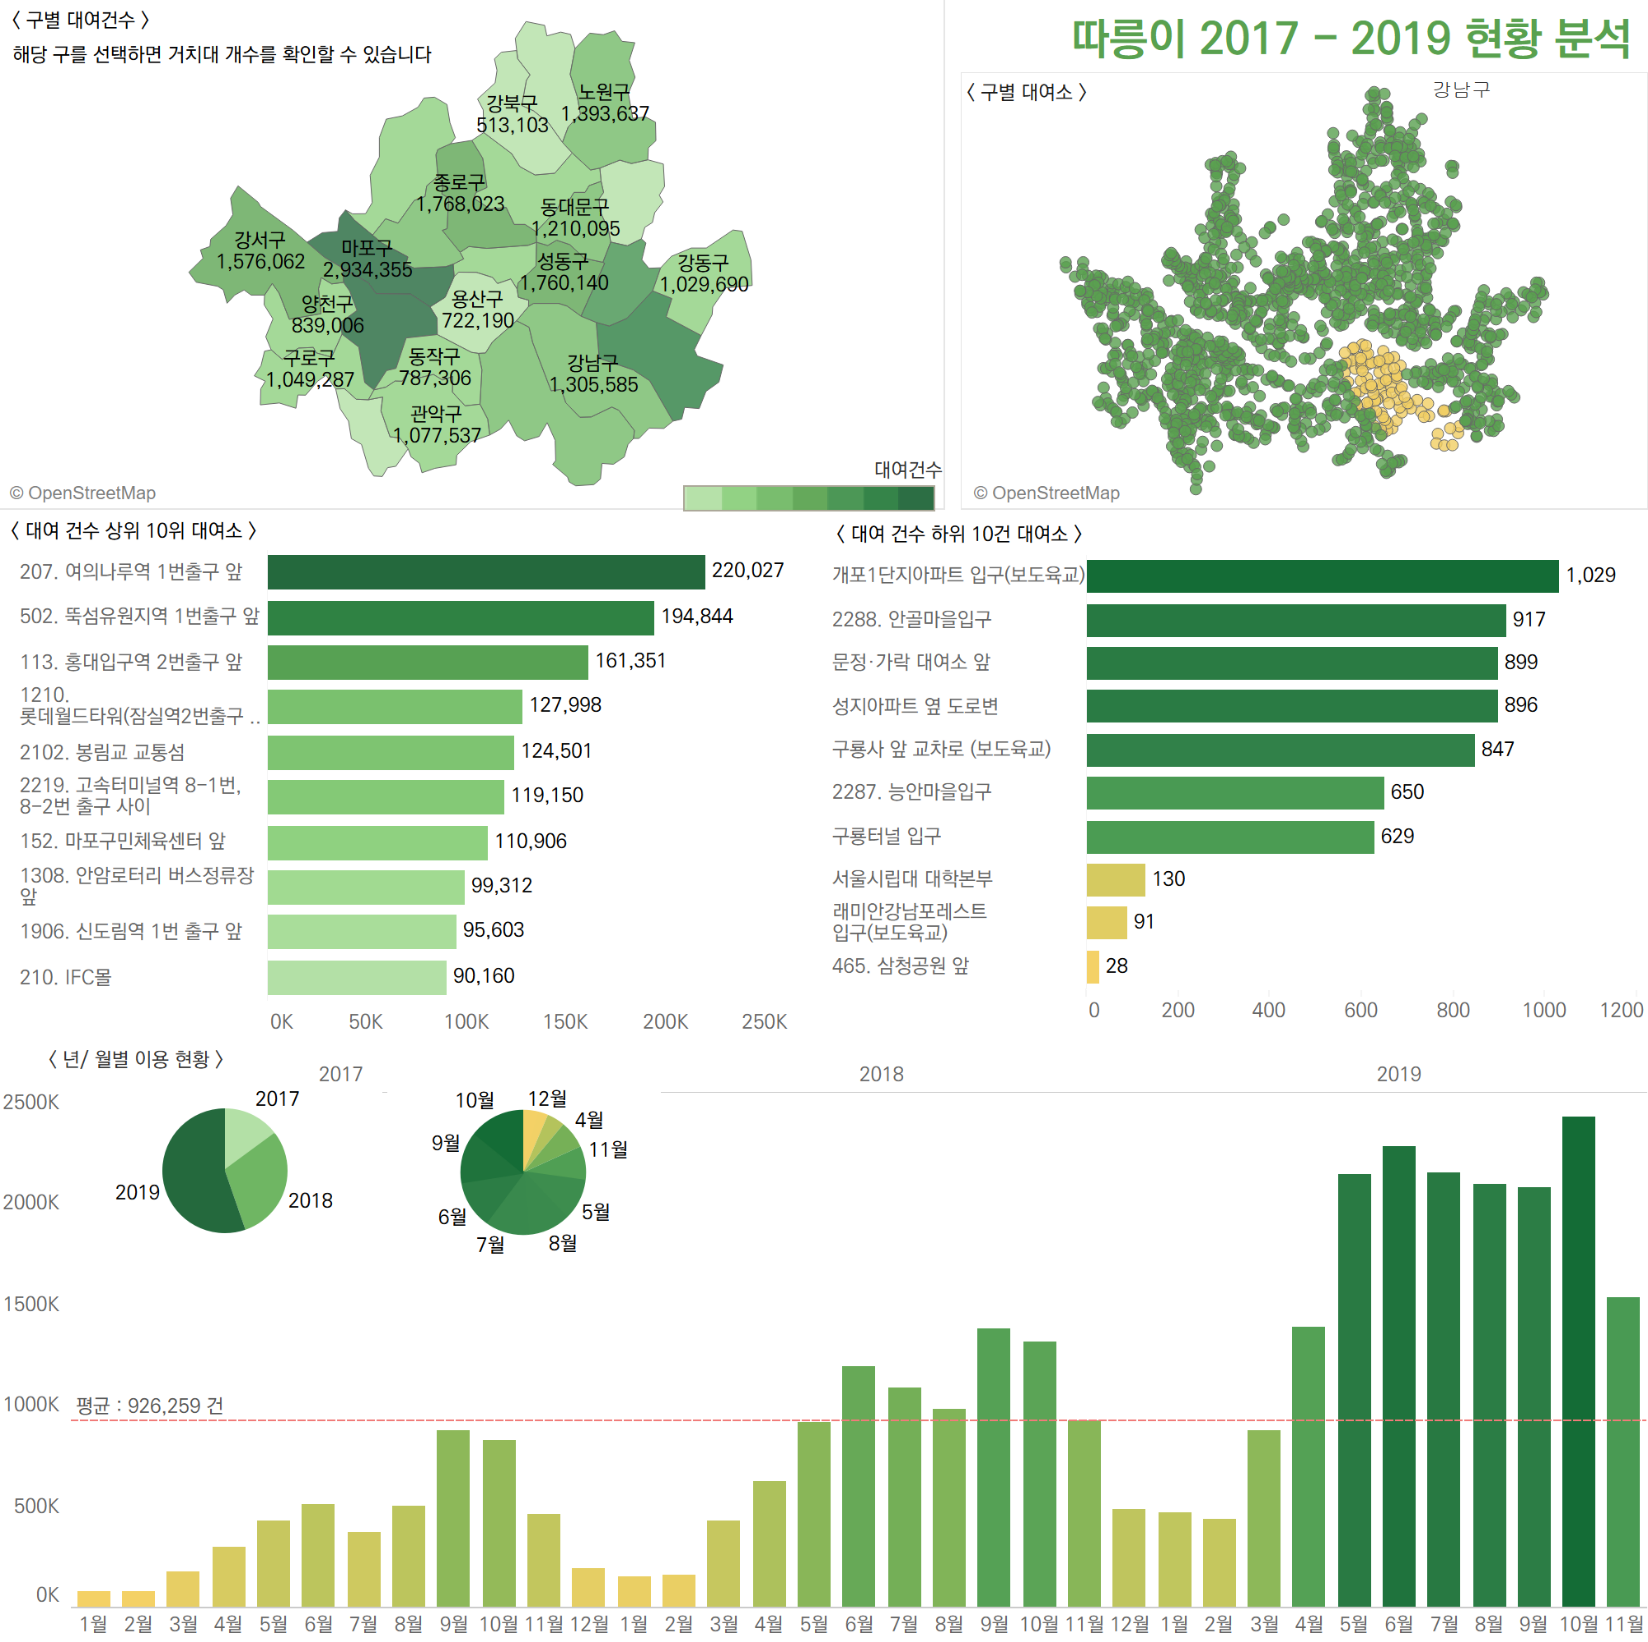 〈 구별 대여건수 〉
해당 구를 선택하면 거치대 개수를 확인할 수 있습니다
따릉이 2017 - 2019 현황 분석
강북구
513,103
노원구
1,393,637
종로구
1,768,023
동대문구
1,210,095
강서구
1,576,062
마포구
2,934,355
성동구
1,760,140
강동구
1,029,690
양천구
839,006
용산구
722,190
구로구
1,049,287
동작구
787,306
강남구
1,305,585
관악구
1,077,537
대여건수
© OpenStreetMap
〈 구별 대여소 〉
강남구
© OpenStreetMap
〈 대여 건수 상위 10위 대여소 〉
207. 여의나루역 1번출구 앞
220,027
502. 뚝섬유원지역 1번출구 앞
194,844
113. 홍대입구역 2번출구 앞
161,351
1210.
롯데월드타워(잠실역2번출구 ..
127,998
2102. 봉림교 교통섬
124,501
2219. 고속터미널역 8-1번,
8-2번 출구 사이
119,150
152. 마포구민체육센터 앞
110,906
1308. 안암로터리 버스정류장
앞
99,312
1906. 신도림역 1번 출구 앞
95,603
210. IFC몰
90,160
0K 50K 100K 150K 200K 250K
〈 대여 건수 하위 10건 대여소 〉
개포1단지아파트 입구(보도육교)
1,029
2288. 안골마을입구
917
문정·가락 대여소 앞
899
성지아파트 옆 도로변
896
구룡사 앞 교차로 (보도육교)
847
2287. 능안마을입구
650
구룡터널 입구
629
서울시립대 대학본부
130
래미안강남포레스트
입구(보도육교)
91
465. 삼청공원 앞
28
0 200 400 600 800 1000 1200
〈 년/ 월별 이용 현황 〉
2017 2018 2019
2017
2018
2019
12월
4월
11월
5월
8월
7월
6월
9월
10월
2500K
2000K
1500K
1000K
500K
0K
평균 : 926,259 건
1월 2월 3월 4월 5월 6월 7월 8월 9월 10월 11월 12월 1월 2월 3월 4월 5월 6월 7월 8월 9월 10월 11월 12월 1월 2월 3월 4월 5월 6월 7월 8월 9월 10월 11월